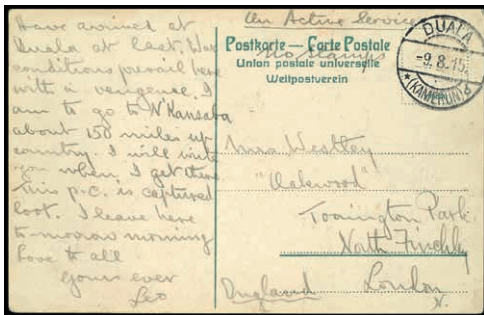 Have arrived at
Duala at last. War
conditions prevail here
with a vengence. I
am to go to N'Kansaba
about 150 miles up
country. I will write
you when I get there
This p.c. is captured
loot. I leave here
to-morrow morning
Love to all
Yours ever
Leo
On Active Service
No Stamps
Postkarte — Carte Postale
Union postale universelle
Weltpostverein
DUALA
9.8.15.
(KAMERUN)
Westley
"Oakwood"
Torrington Park
North Finchley
London
N.
England